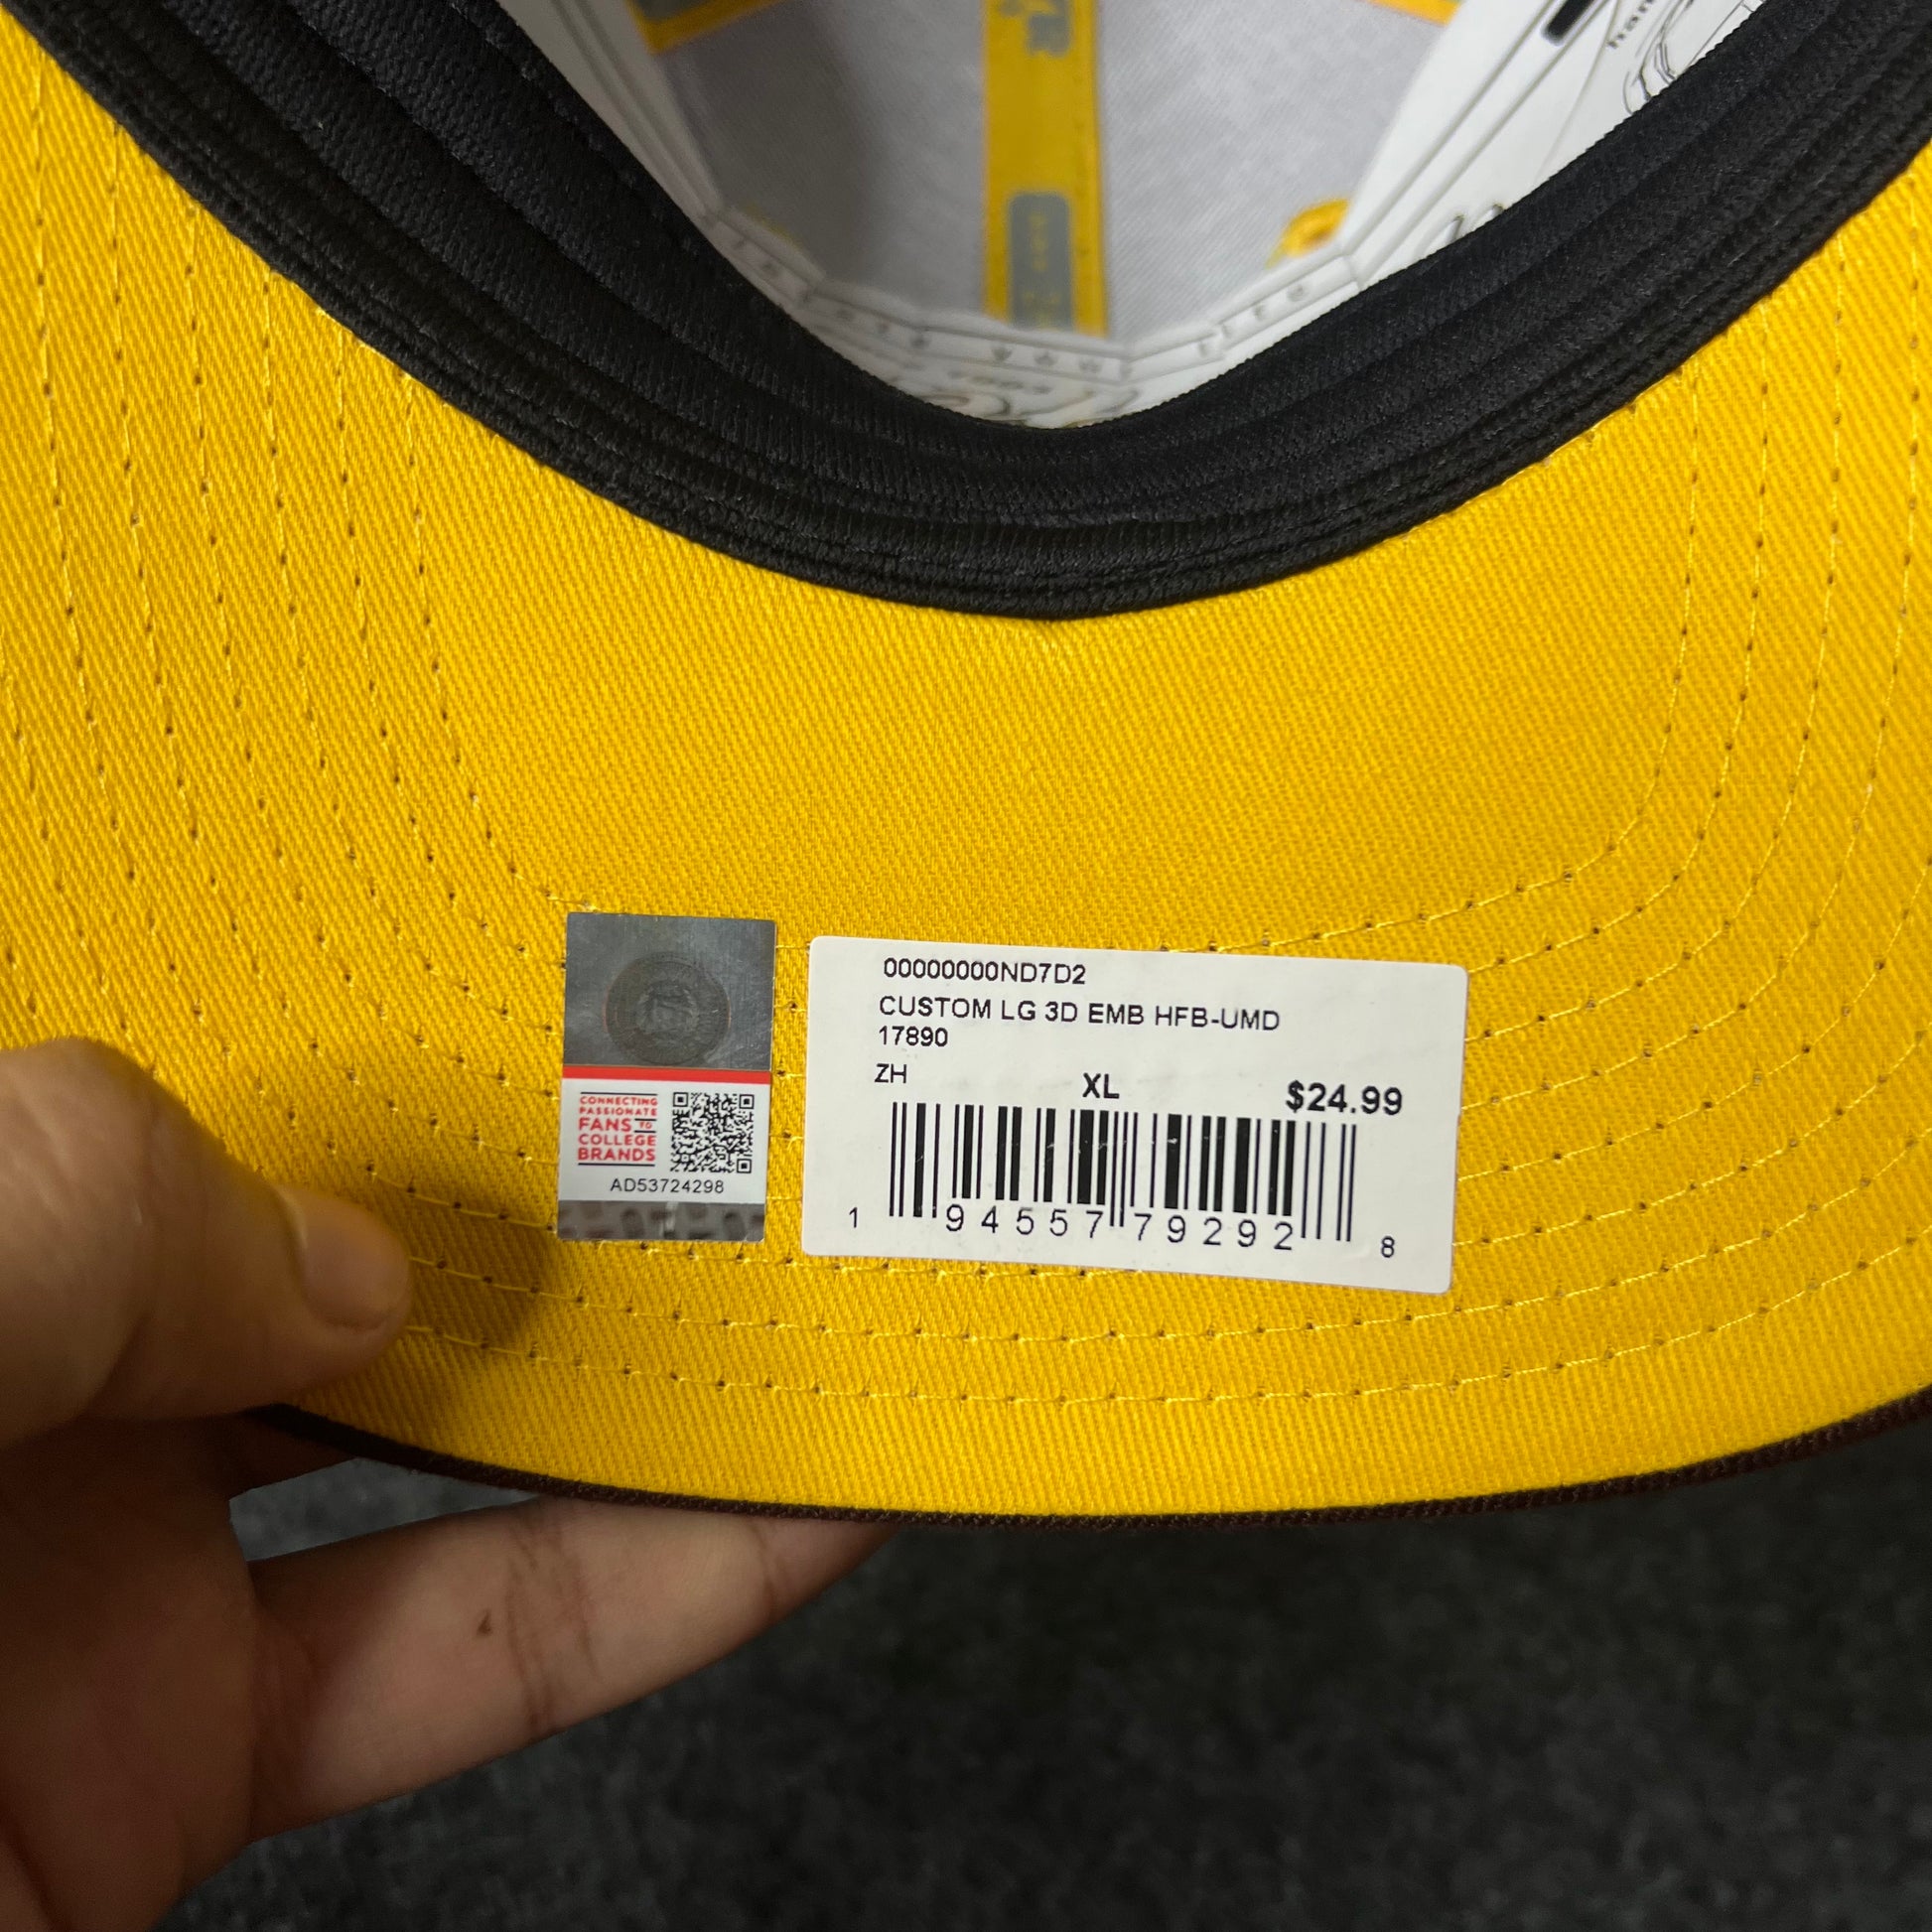 CONNECTING
PASSIONATE
FANS TO
COLLEGE
BRANDS
AD53724298
00000000ND7D2
CUSTOM LG 3D EMB HFB-UMD
17890
ZH XL $24.99
1 94557 79292 8